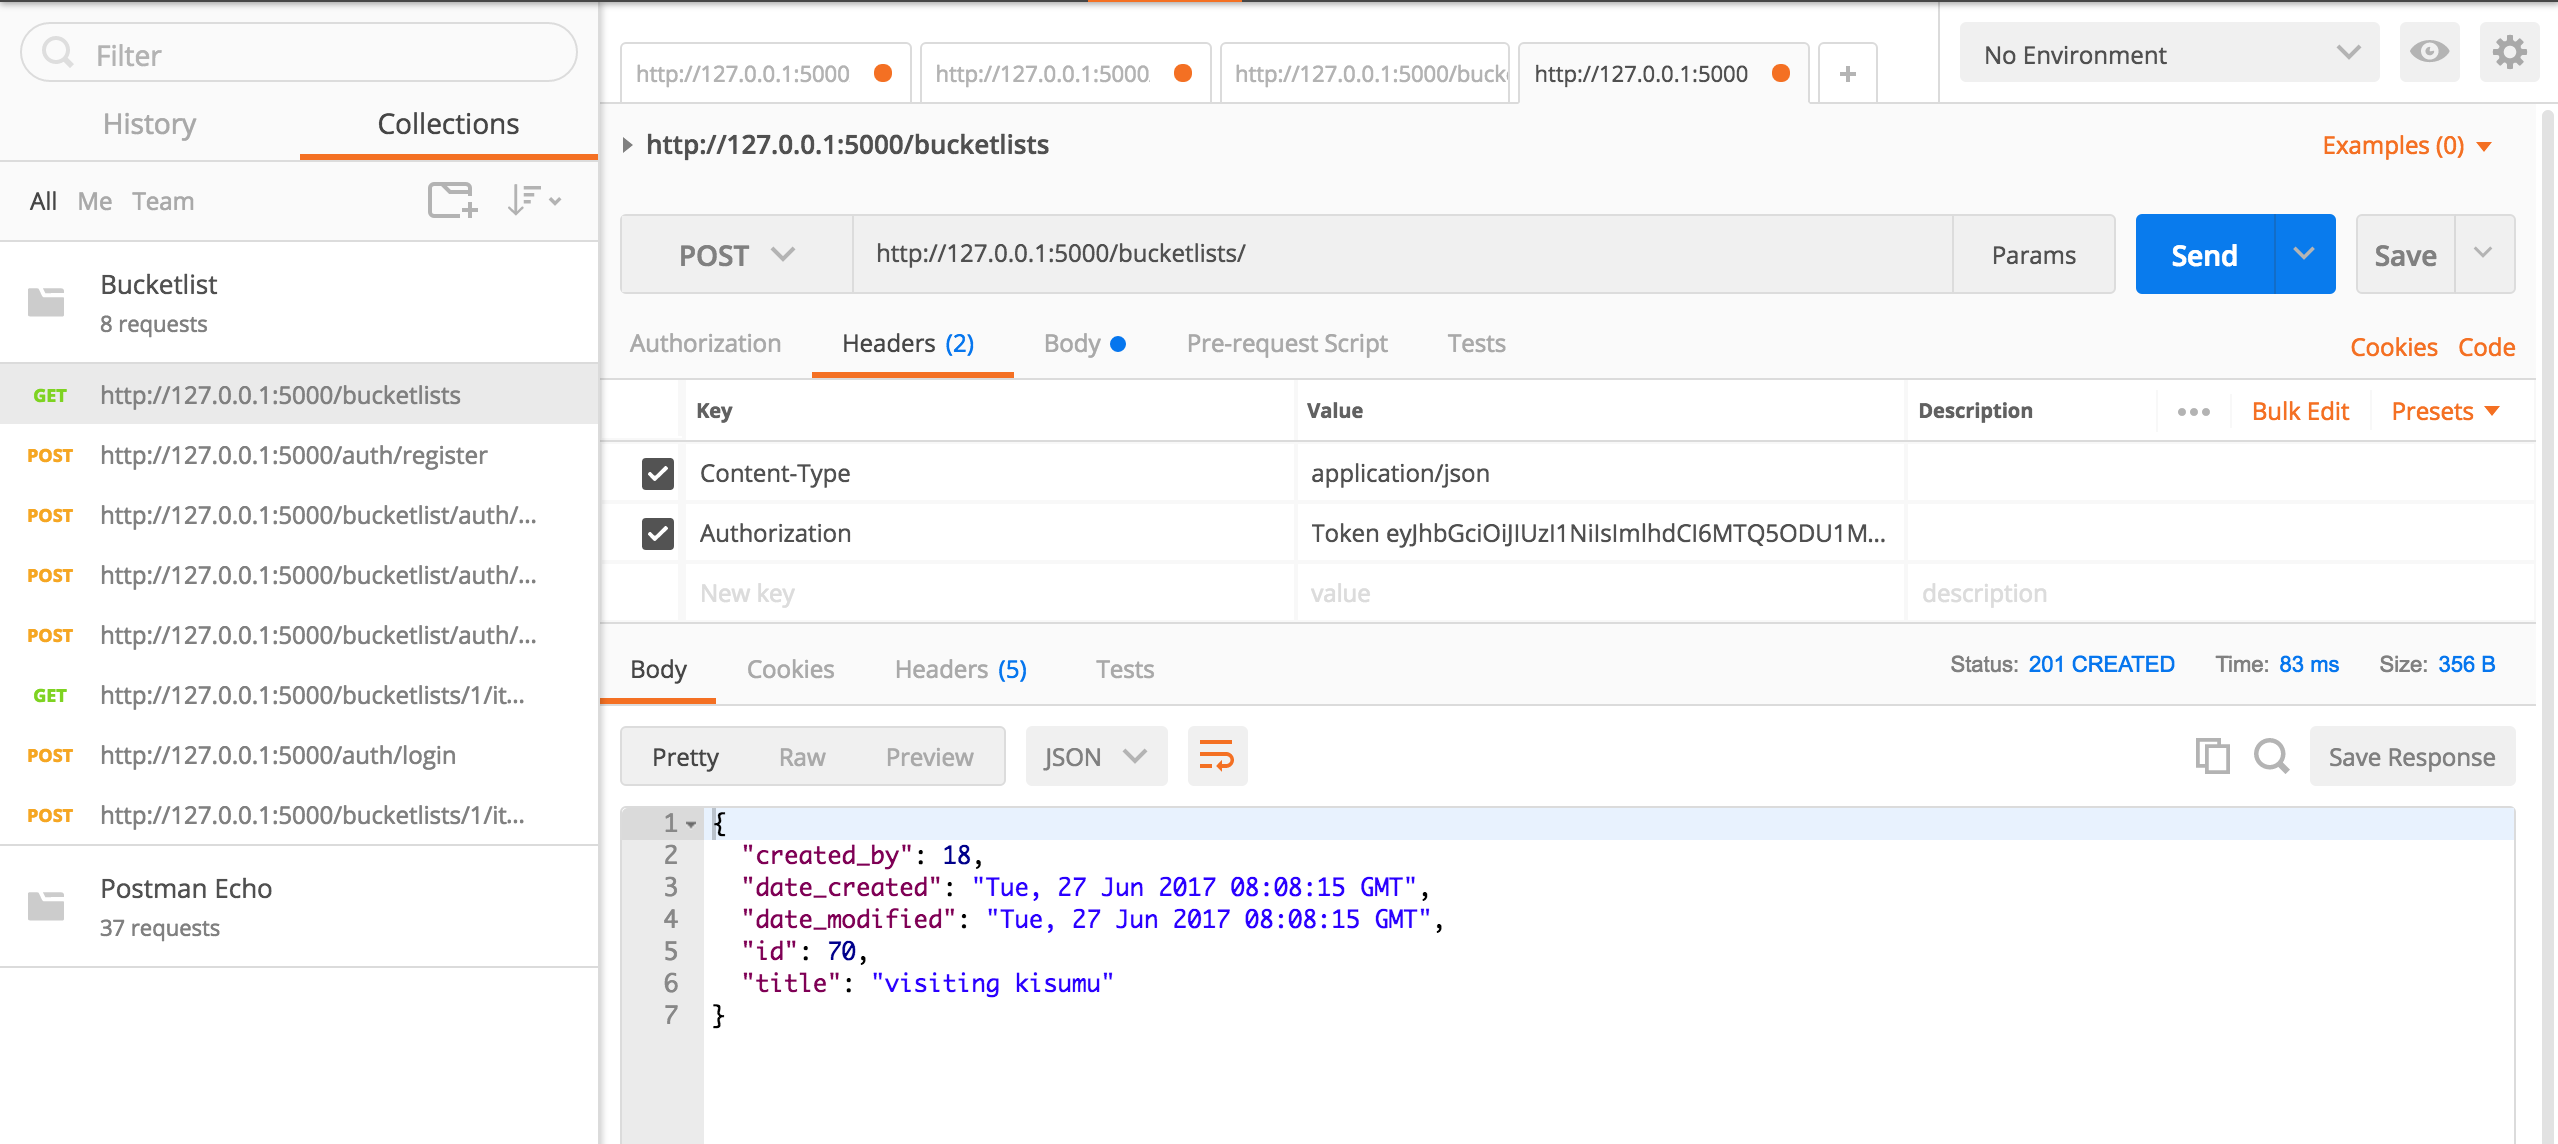 Filter
History Collections
All Me Team
Bucketlist
8 requests
GET http://127.0.0.1:5000/bucketlists
POST http://127.0.0.1:5000/auth/register
POST http://127.0.0.1:5000/bucketlist/auth/...
POST http://127.0.0.1:5000/bucketlist/auth/...
POST http://127.0.0.1:5000/bucketlist/auth/...
GET http://127.0.0.1:5000/bucketlists/1/it...
POST http://127.0.0.1:5000/auth/login
POST http://127.0.0.1:5000/bucketlists/1/it...
Postman Echo
37 requests
http://127.0.0.1:5000 http://127.0.0.1:5000 http://127.0.0.1:5000/buck http://127.0.0.1:5000 +
No Environment
http://127.0.0.1:5000/bucketlists Examples (0)
POST http://127.0.0.1:5000/bucketlists/ Params Send Save
Authorization Headers (2) Body Pre-request Script Tests Cookies Code
Key Value Description ••• Bulk Edit Presets
Content-Type application/json
Authorization Token eyJhbGciOiJIUzI1NiIsImlhdCI6MTQ5ODU1M...
New key value description
Body Cookies Headers (5) Tests Status: 201 CREATED Time: 83 ms Size: 356 B
Pretty Raw Preview JSON Save Response
1 {
2 "created_by": 18,
3 "date_created": "Tue, 27 Jun 2017 08:08:15 GMT",
4 "date_modified": "Tue, 27 Jun 2017 08:08:15 GMT",
5 "id": 70,
6 "title": "visiting kisumu"
7 }